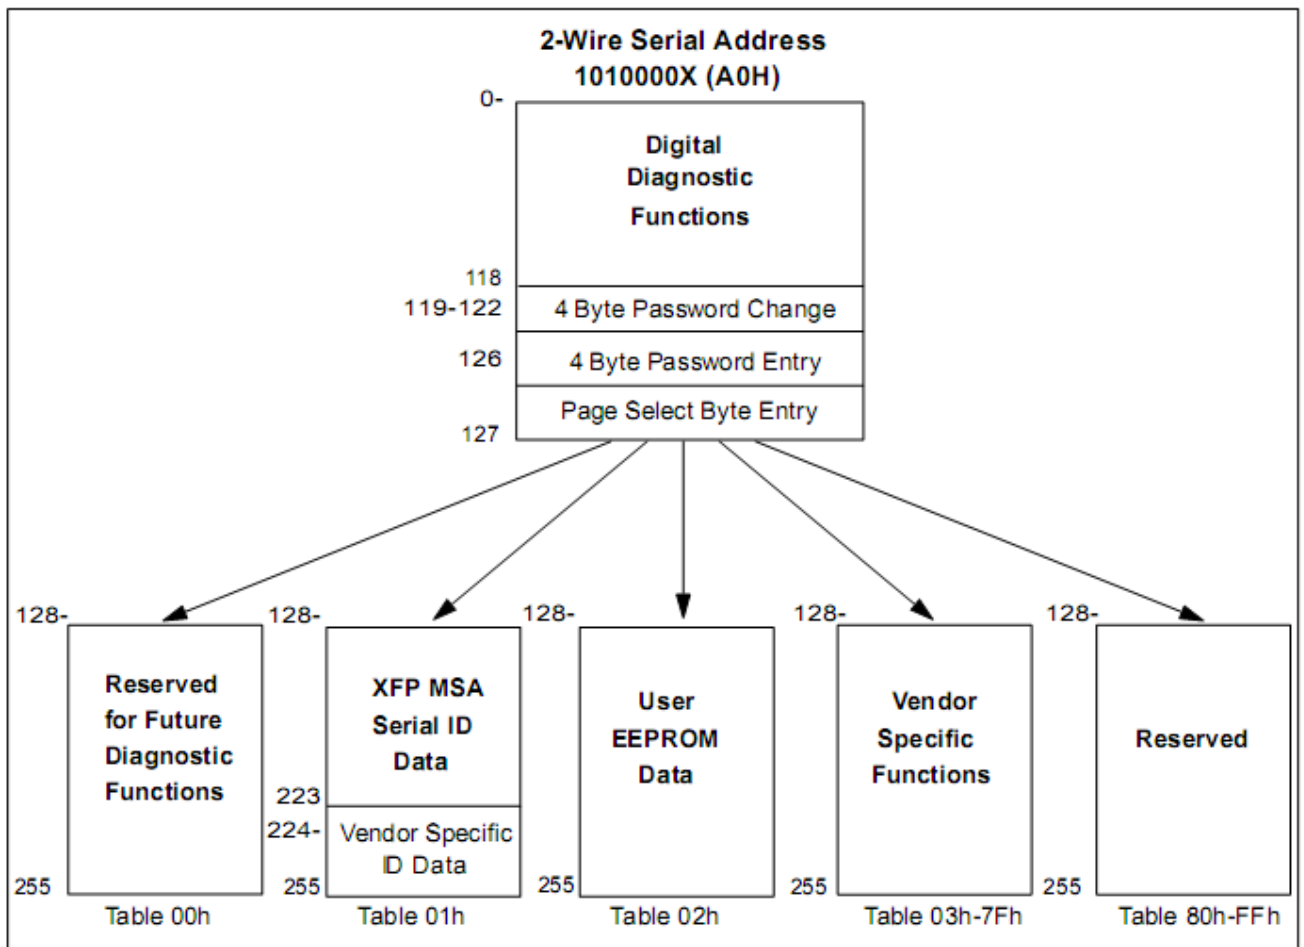 2-Wire Serial Address
1010000X (A0H)
0-
Digital
Diagnostic
Functions
118
119-122
4 Byte Password Change
126
4 Byte Password Entry
Page Select Byte Entry
127
128-
128-
128-
128-
128-
Reserved
for Future
Diagnostic
Functions
XFP MSA
Serial ID
Data
User
EEPROM
Data
Vendor
Specific
Functions
Reserved
223
224-
Vendor Specific
ID Data
255
255
255
255
255
Table 00h
Table 01h
Table 02h
Table 03h-7Fh
Table 80h-FFh